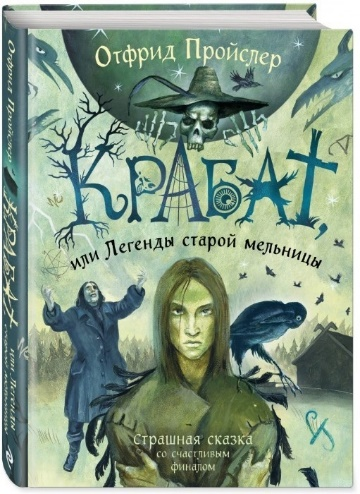 Отфрид Пройслер
КРАБАТ,
или Легенды старой мельницы
Страшная сказка
со счастливым
финалом
Отфрид Пройслер
КРАБАТ,
или Легенды
старой мельницы